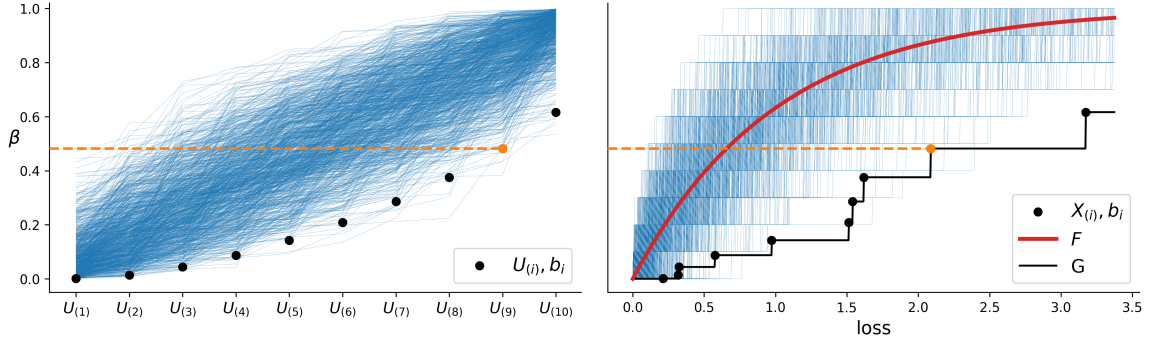 1.0
0.8
0.6
β
0.4
0.2
0.0
U(1) U(2) U(3) U(4) U(5) U(6) U(7) U(8) U(9) U(10)
U(i), bi
0.0 0.5 1.0 1.5 2.0 2.5 3.0 3.5
loss
X(i), bi
F
G